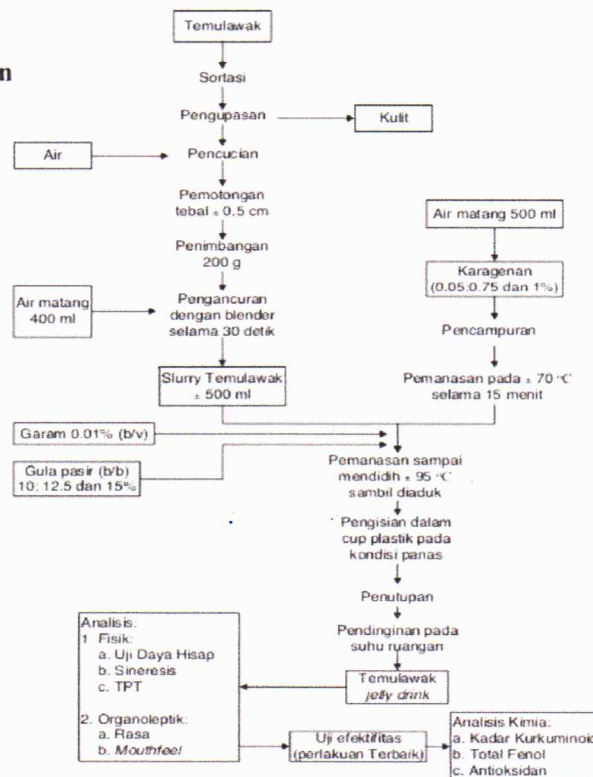 n
Temulawak
Sortasi
Pengupasan
Kulit
Air
Pencucian
Pemotongan
tebal ± 0.5 cm
Penimbangan
200 g
Air matang
400 ml
Pengancuran
dengan blender
selama 30 detik
Slurry Temulawak
± 500 ml
Air matang 500 ml
Karagenan
(0.05:0.75 dan 1%)
Pencampuran
Pemanasan pada ± 70 °C
selama 15 menit
Garam 0.01% (b/v)
Gula pasir (b/b)
10: 12.5 dan 15%
Pemanasan sampai
mendidih ± 95 °C
sambil diaduk
Pengisian dalam
cup plastik pada
kondisi panas
Penutupan
Pendinginan pada
suhu ruangan
Temulawak
jelly drink
Analisis:
1. Fisik:
a. Uji Daya Hisap
b. Sineresis
c. TPT
2. Organoleptik:
a. Rasa
b. Mouthfeel
Uji efektifitas
(perlakuan Terbaik)
Analisis Kimia:
a. Kadar Kurkuminoid
b. Total Fenol
c. Antioksidan